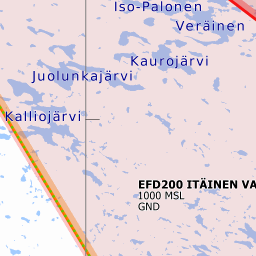 Iso-Palonen
Veräinen
Kaurojärvi
Juolunkajärvi
Kalliojärvi
EFD200 ITÄINEN VA
1000 MSL
GND